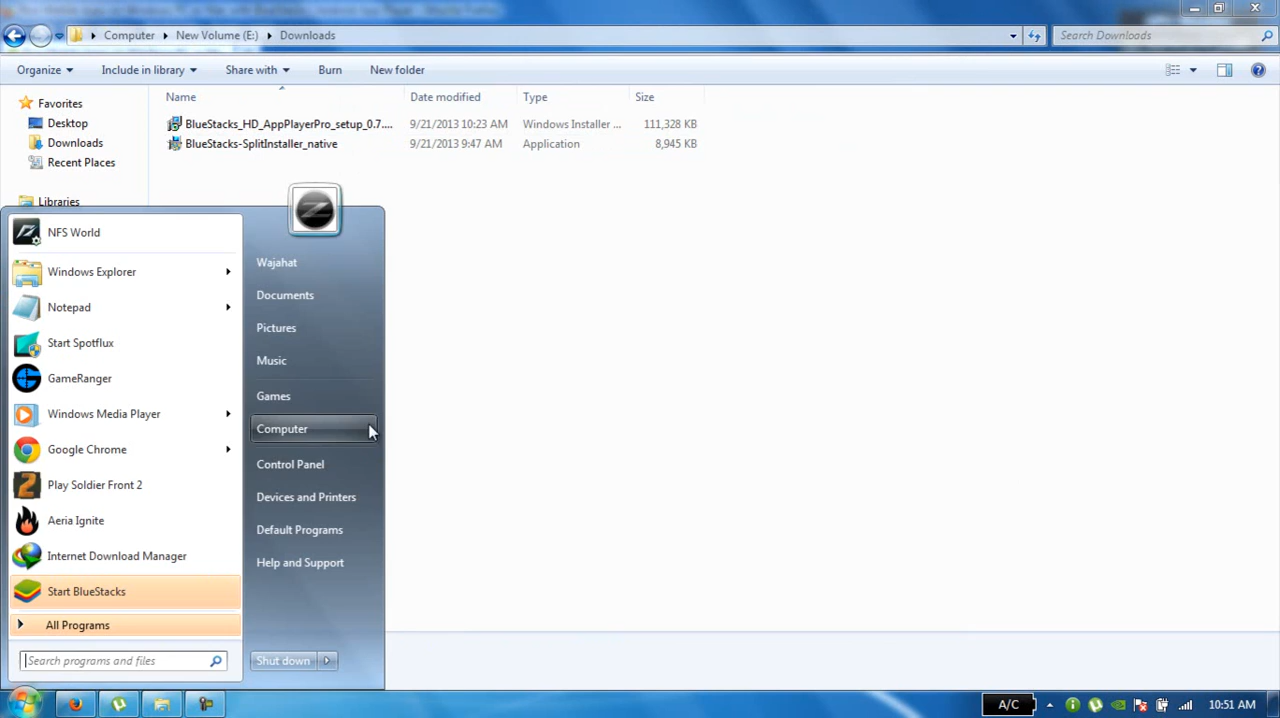 Computer ▸ New Volume (E:) ▸ Downloads
Search Downloads
Organize Include in library Share with Burn New folder
Favorites
Desktop
Downloads
Recent Places
Libraries
Name Date modified Type Size
BlueStacks_HD_AppPlayerPro_setup_0.7.... 9/21/2013 10:23 AM Windows Installer ... 111,328 KB
BlueStacks-SplitInstaller_native 9/21/2013 9:47 AM Application 8,945 KB
NFS World
Windows Explorer
Notepad
Start Spotflux
GameRanger
Windows Media Player
Google Chrome
Play Soldier Front 2
Aeria Ignite
Internet Download Manager
Start BlueStacks
All Programs
Search programs and files
Wajahat
Documents
Pictures
Music
Games
Computer
Control Panel
Devices and Printers
Default Programs
Help and Support
Shut down
A/C
10:51 AM